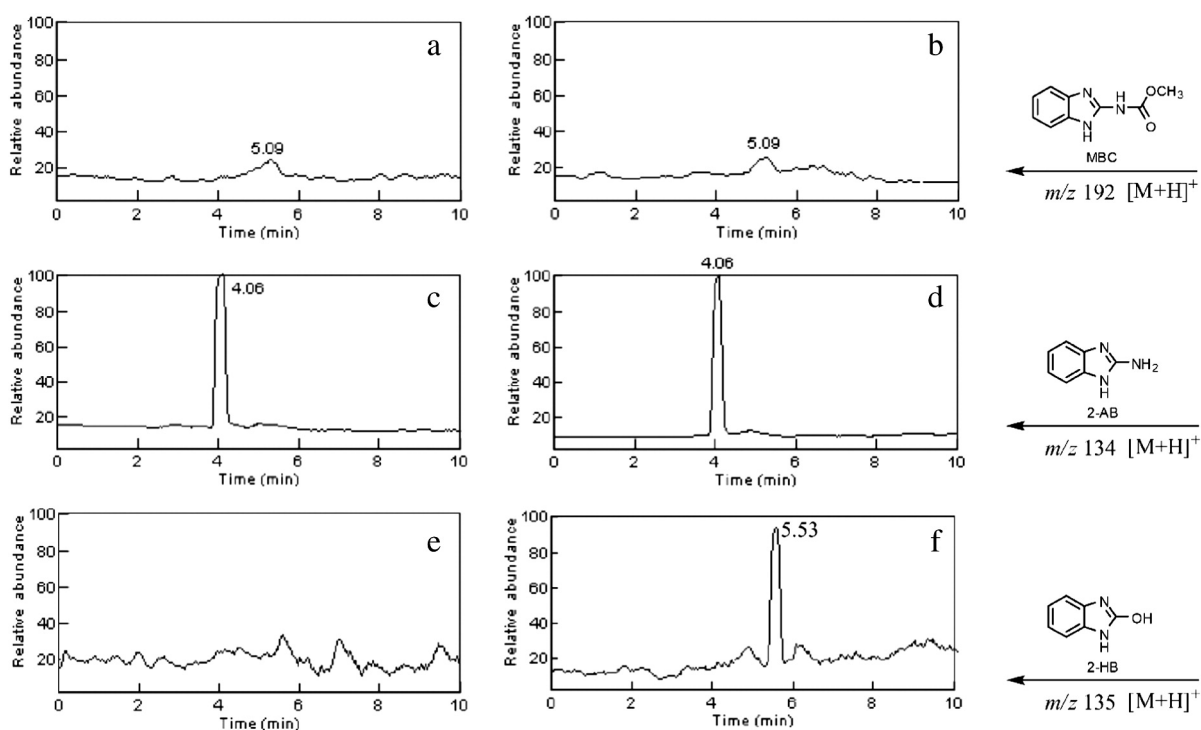 a
Relative abundance
100
80
60
40
20
5.09
0 2 4 6 8 10
Time (min)
b
Relative abundance
100
80
60
40
20
5.09
0 2 4 6 8 10
Time (min)
N
N
H
H
N
O
O
CH3
MBC
m/z 192 [M+H]+
c
Relative abundance
100
80
60
40
20
4.06
0 2 4 6 8 10
Time (min)
d
Relative abundance
100
80
60
40
20
4.06
0 2 4 6 8 10
Time (min)
N
N
H
NH2
2-AB
m/z 134 [M+H]+
e
Relative abundance
100
80
60
40
20
0 2 4 6 8 10
Time (min)
f
Relative abundance
100
80
60
40
20
5.53
0 2 4 6 8 10
Time (min)
N
N
H
OH
2-HB
m/z 135 [M+H]+